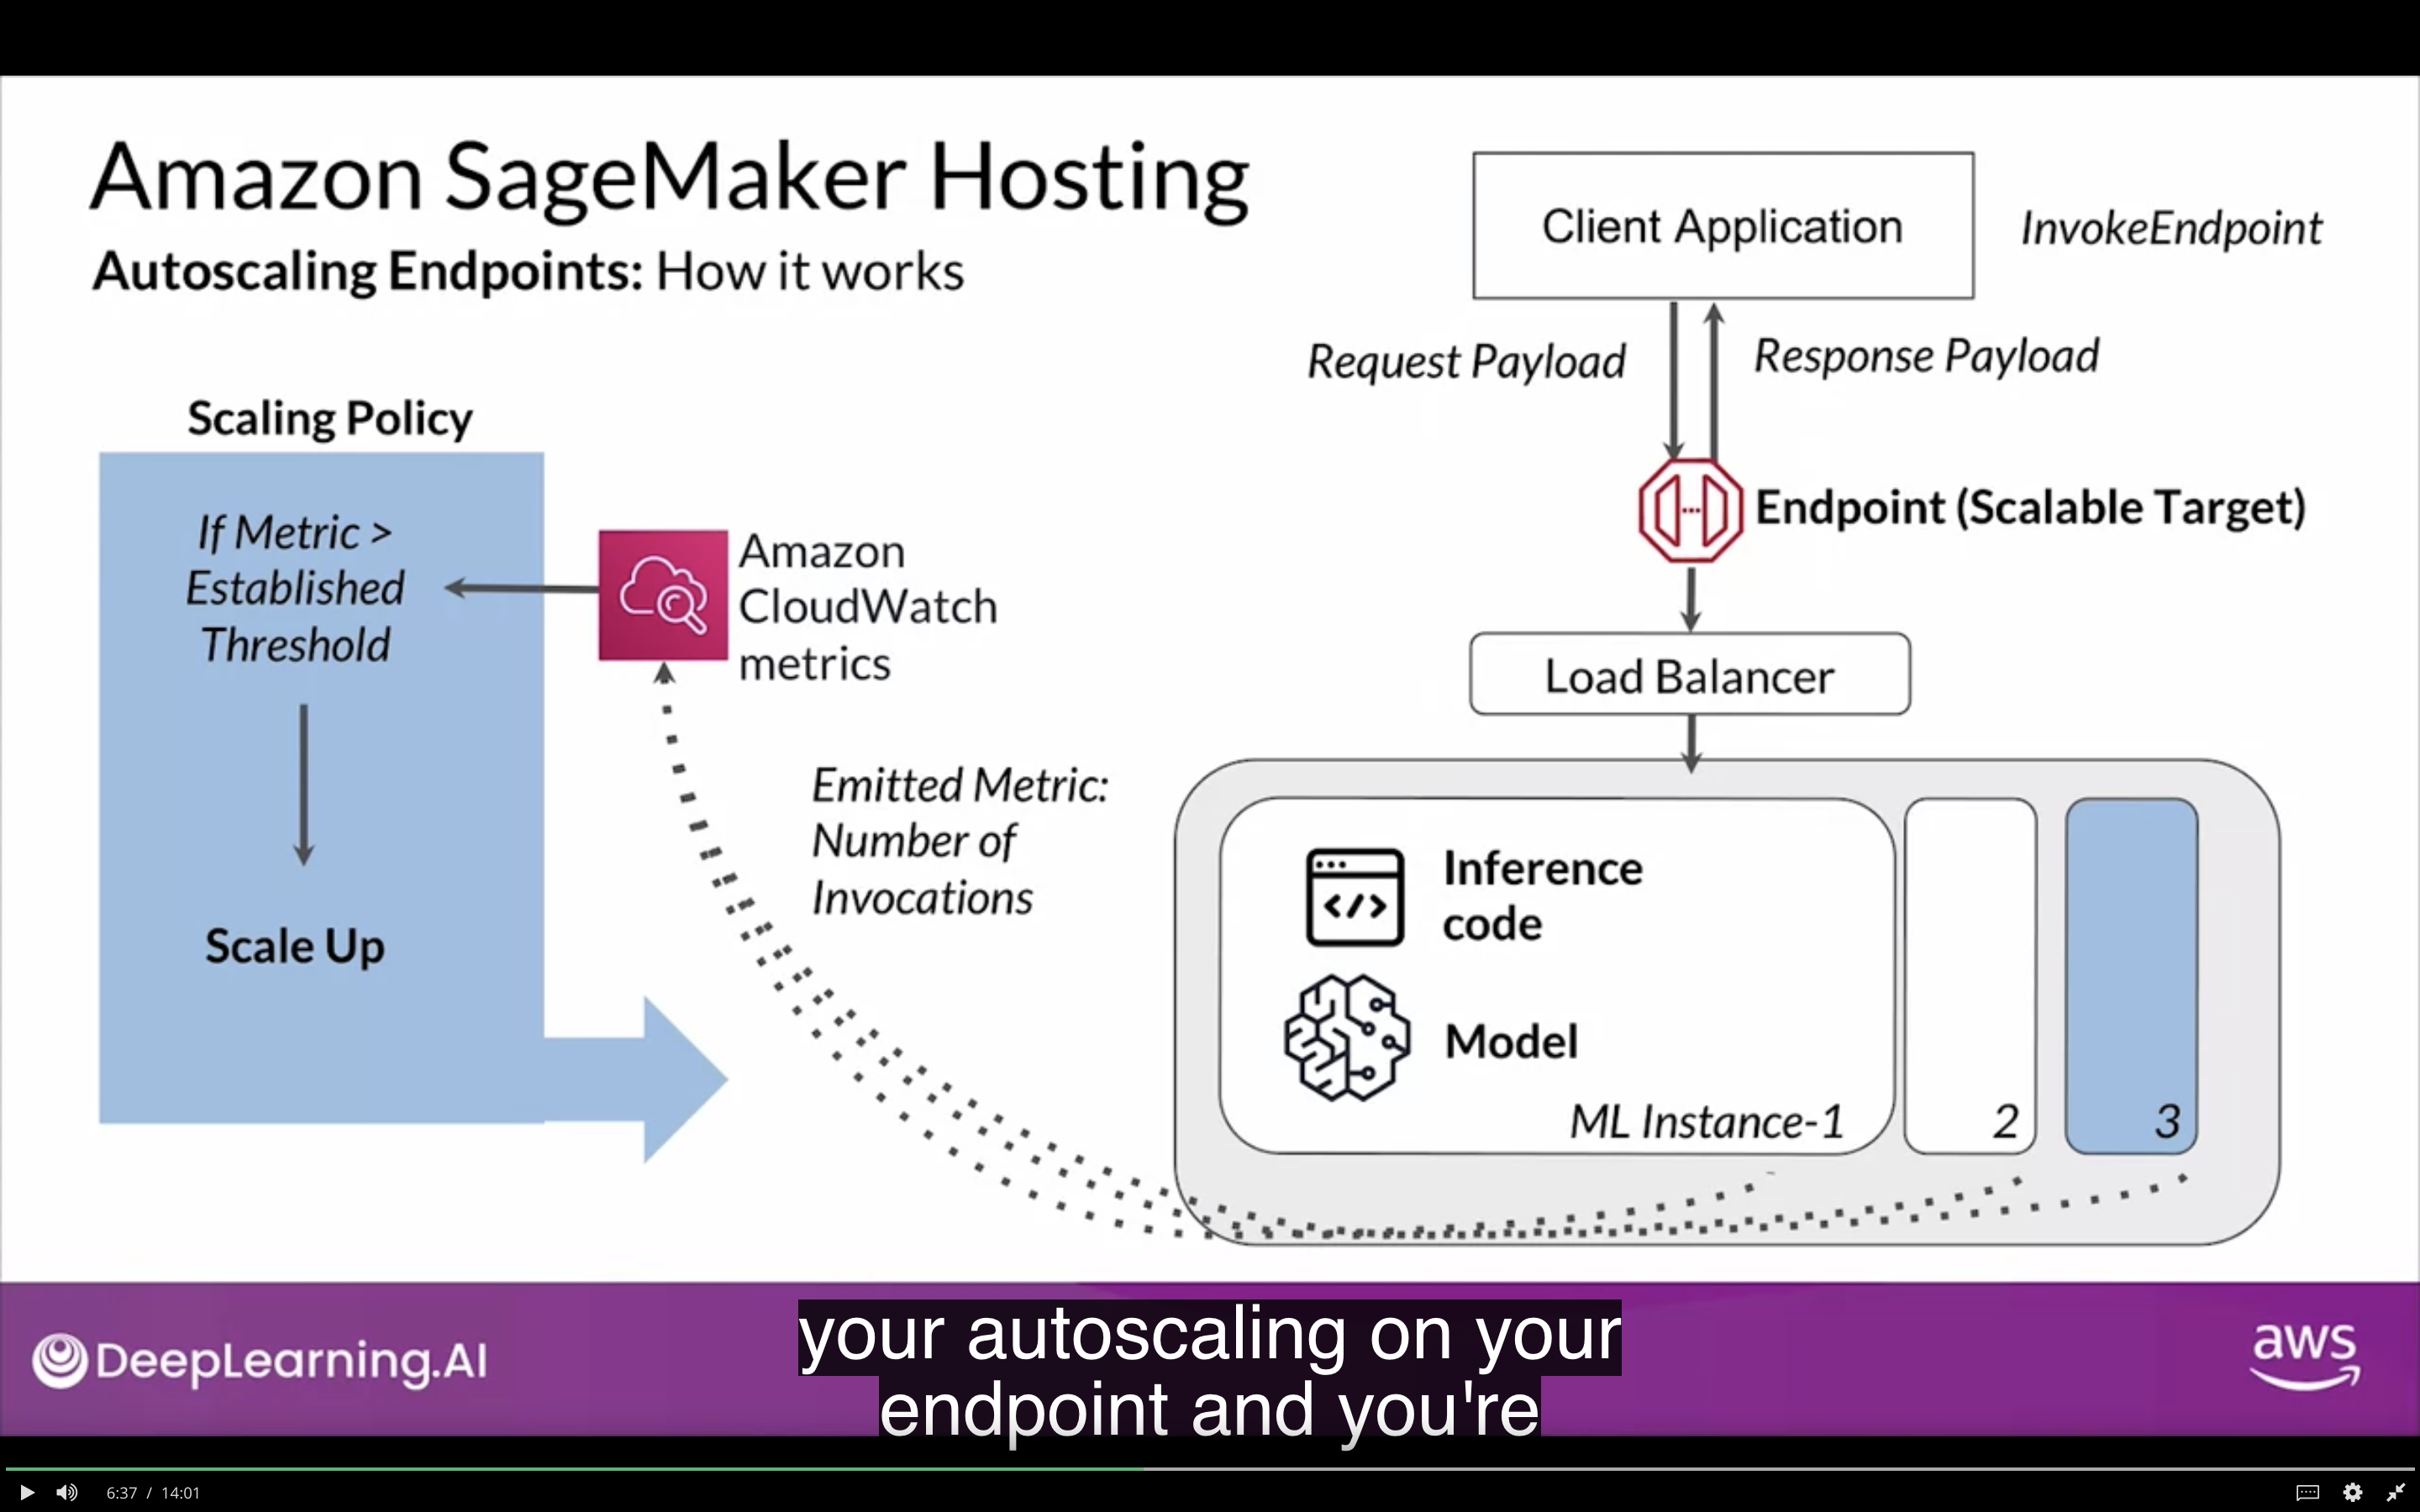 Amazon SageMaker Hosting
Autoscaling Endpoints: How it works
Client Application
InvokeEndpoint
Request Payload
Response Payload
Scaling Policy
If Metric >
Established
Threshold
Scale Up
Amazon
CloudWatch
metrics
Endpoint (Scalable Target)
Load Balancer
Emitted Metric:
Number of
Invocations
</>
Inference
code
Model
ML Instance-1
2
3
DeepLearning.AI
aws
your autoscaling on your
endpoint and you're
6:37 / 14:01